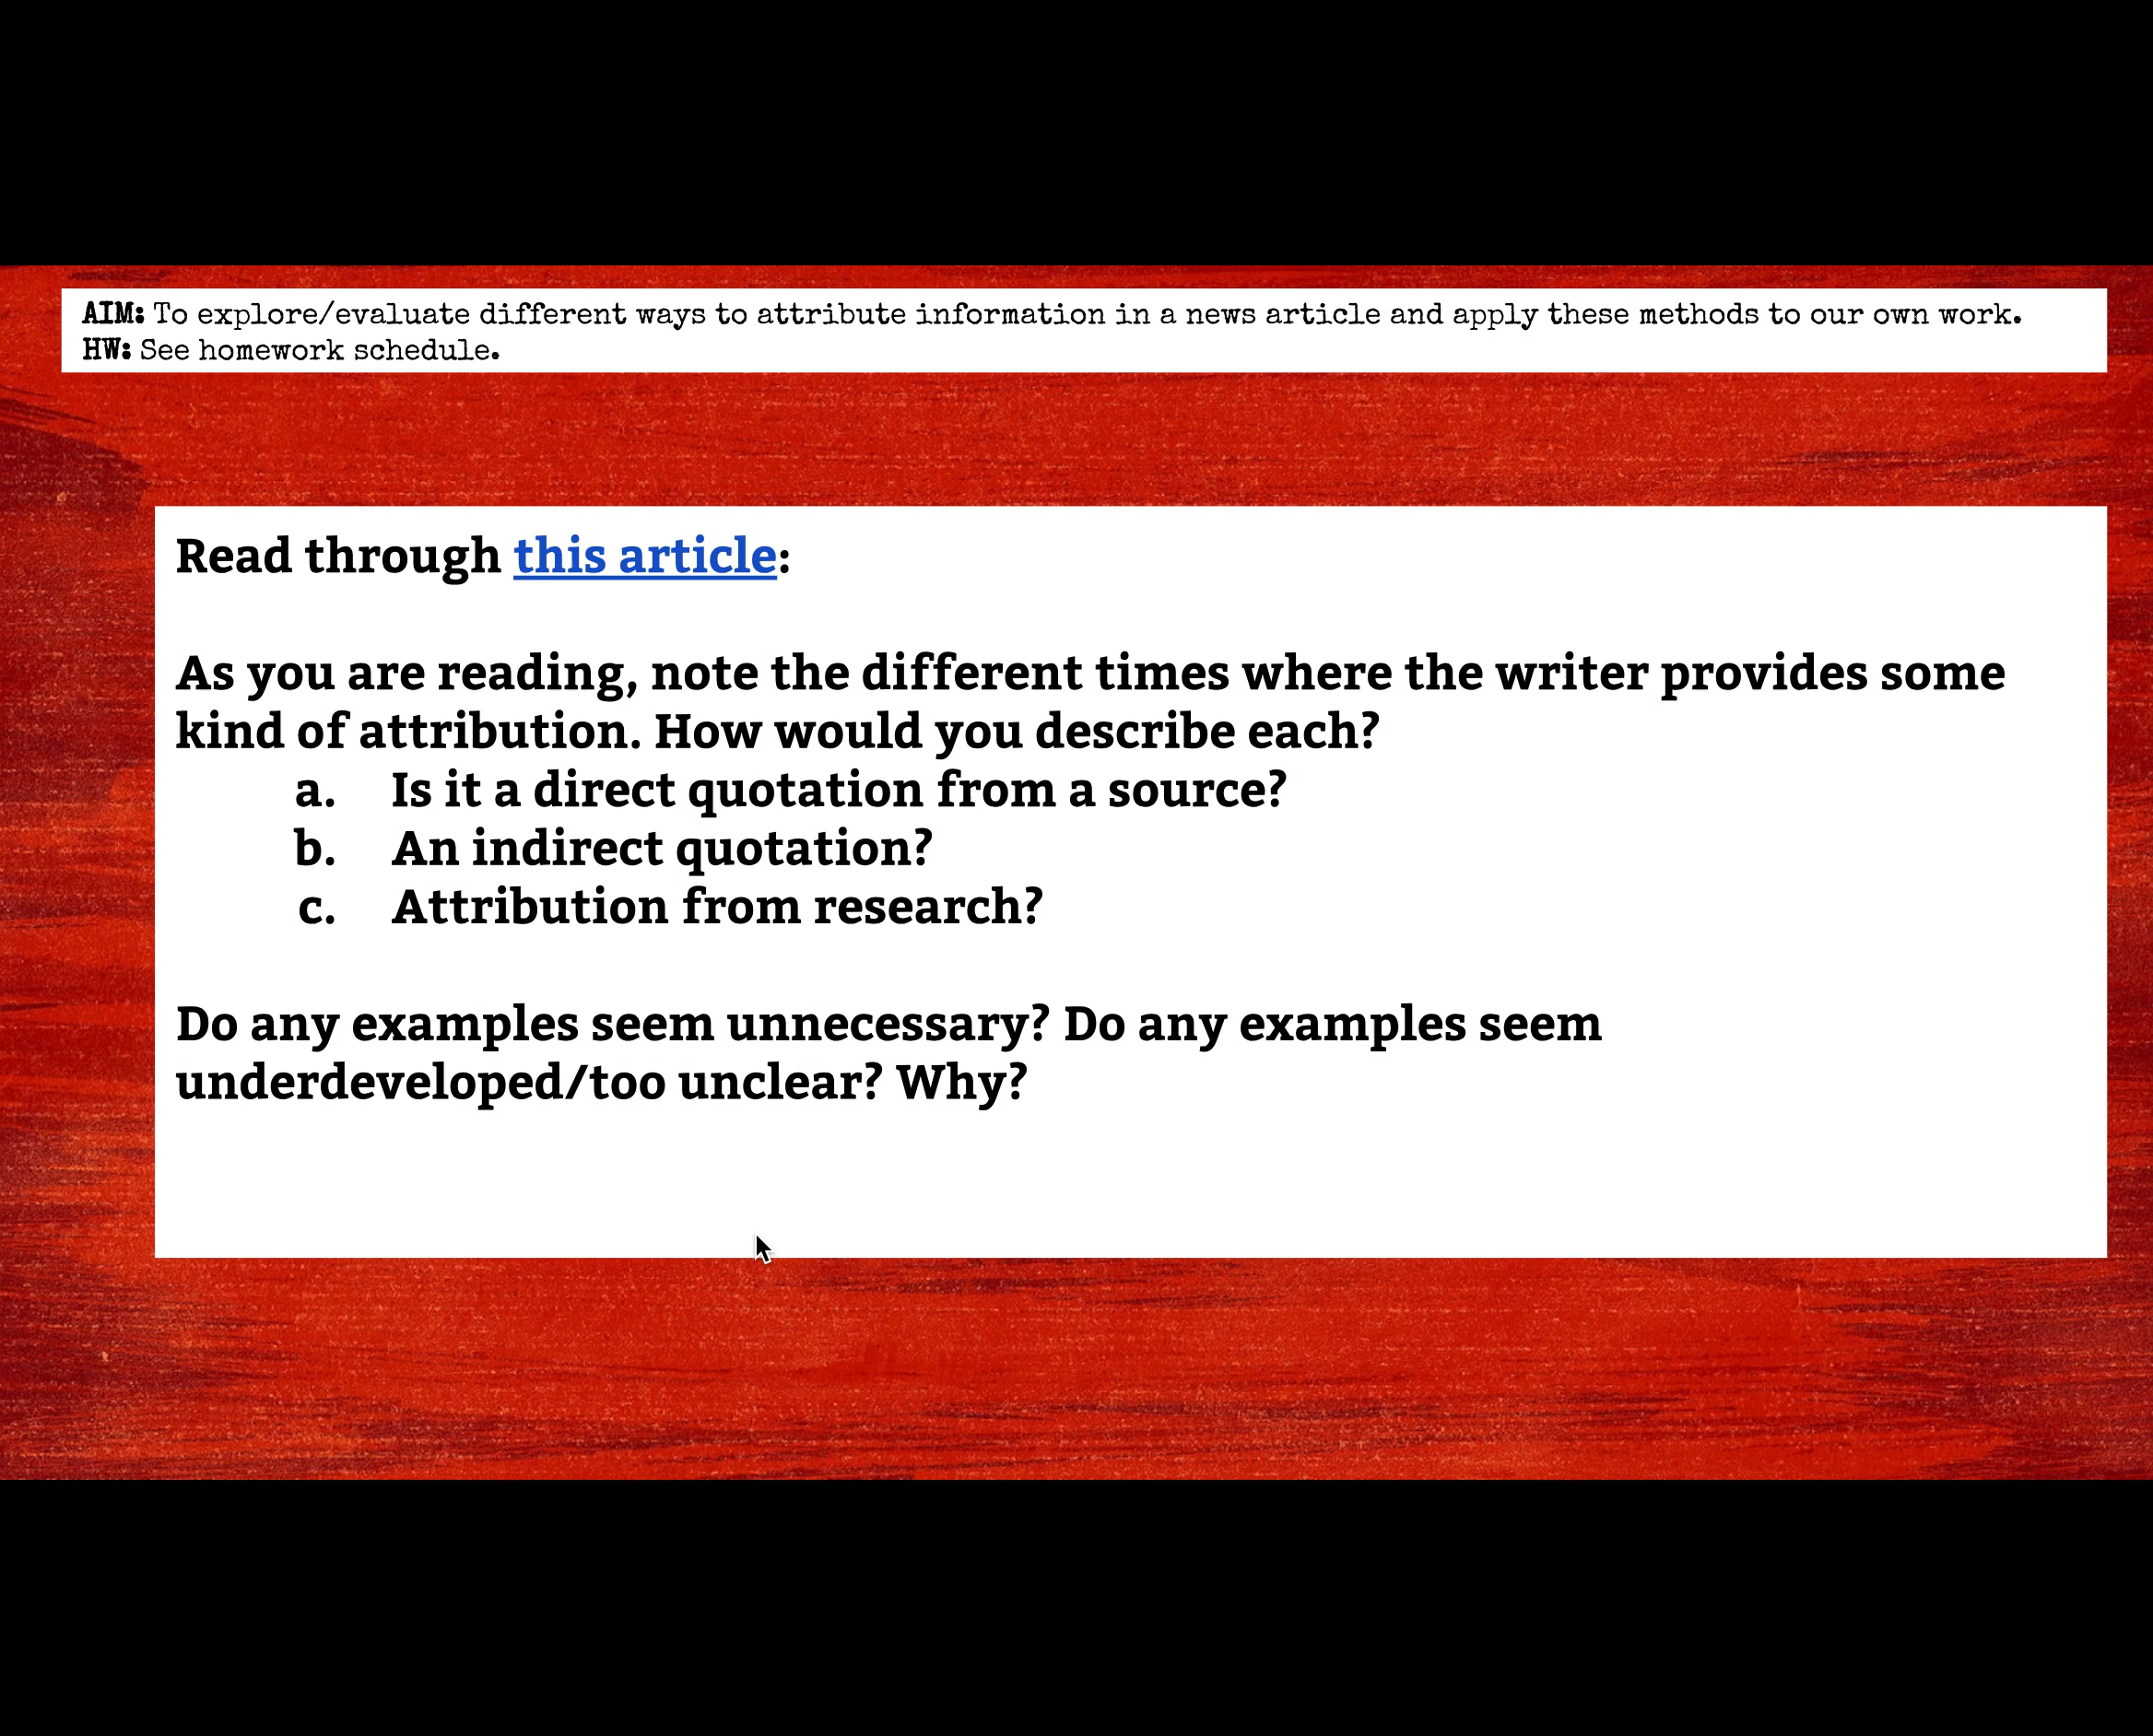 AIM: To explore/evaluate different ways to attribute information in a news article and apply these methods to our own work.
HW: See homework schedule.
Read through this article:
As you are reading, note the different times where the writer provides some
kind of attribution. How would you describe each?
a. Is it a direct quotation from a source?
b. An indirect quotation?
c. Attribution from research?
Do any examples seem unnecessary? Do any examples seem
underdeveloped/too unclear? Why?